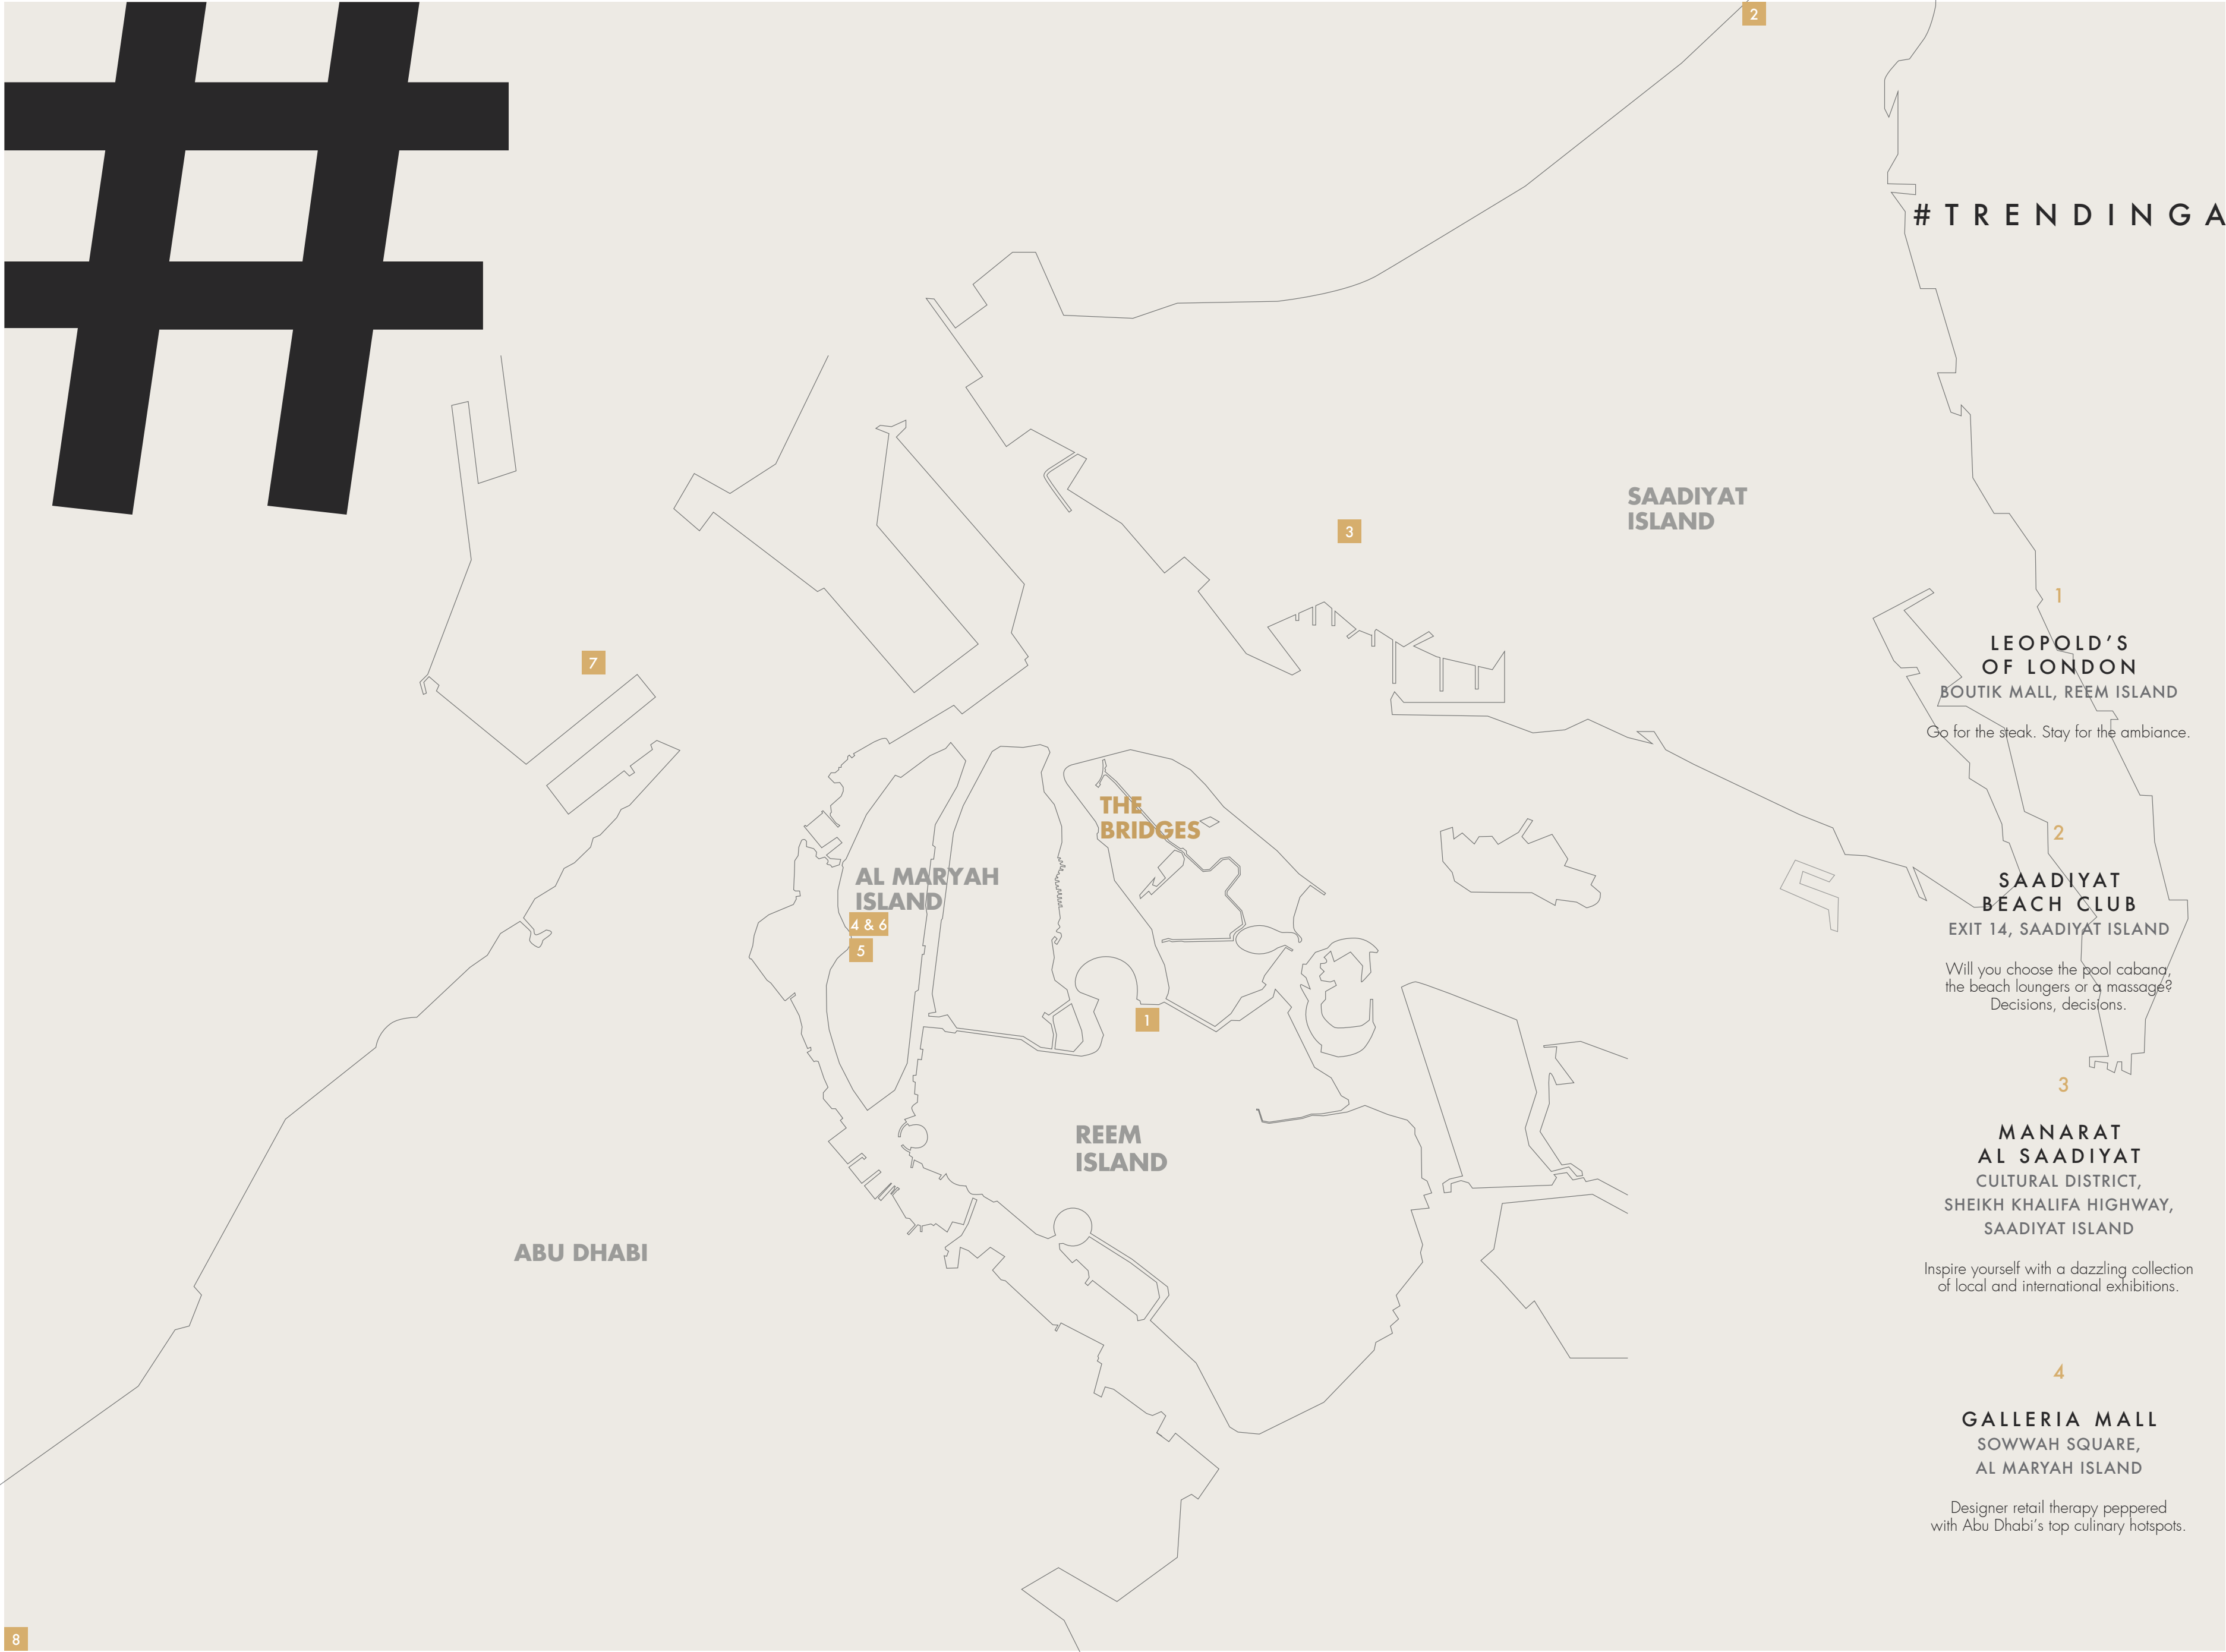 #
2
#TRENDINGA
SAADIYAT
ISLAND
3
7
THE
BRIDGES
AL MARYAH
ISLAND
4 & 6
5
1
REEM
ISLAND
ABU DHABI
8
1
LEOPOLD’S
OF LONDON
BOUTIK MALL, REEM ISLAND
Go for the steak. Stay for the ambiance.
2
SAADIYAT
BEACH CLUB
EXIT 14, SAADIYAT ISLAND
Will you choose the pool cabana,
the beach loungers or a massage?
Decisions, decisions.
3
MANARAT
AL SAADIYAT
CULTURAL DISTRICT,
SHEIKH KHALIFA HIGHWAY,
SAADIYAT ISLAND
Inspire yourself with a dazzling collection
of local and international exhibitions.
4
GALLERIA MALL
SOWWAH SQUARE,
AL MARYAH ISLAND
Designer retail therapy peppered
with Abu Dhabi’s top culinary hotspots.